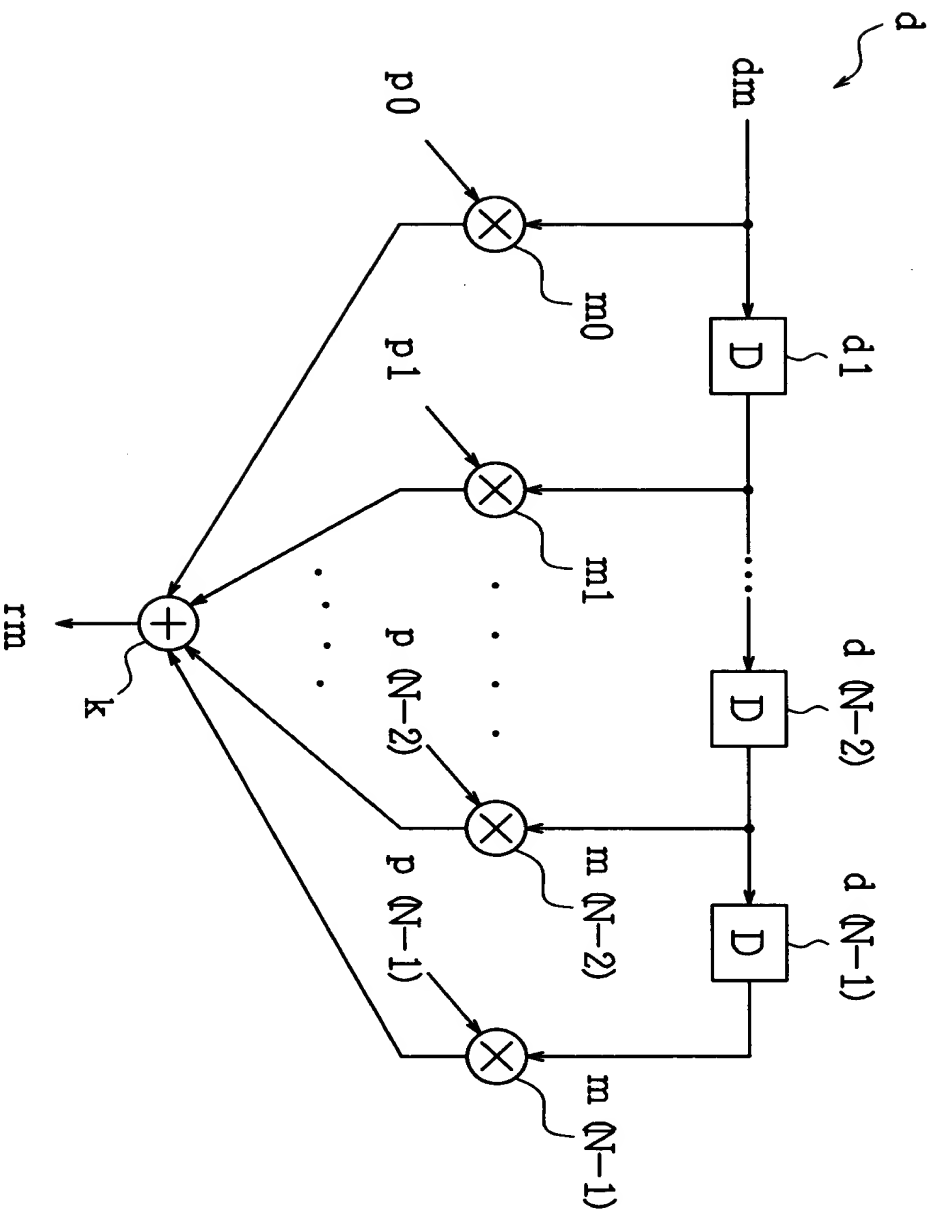 d
d1
d (N-2)
d (N-1)
dm
D
D
D
m0
m1
m (N-2)
m (N-1)
p0
p1
p (N-2)
p (N-1)
k
rm